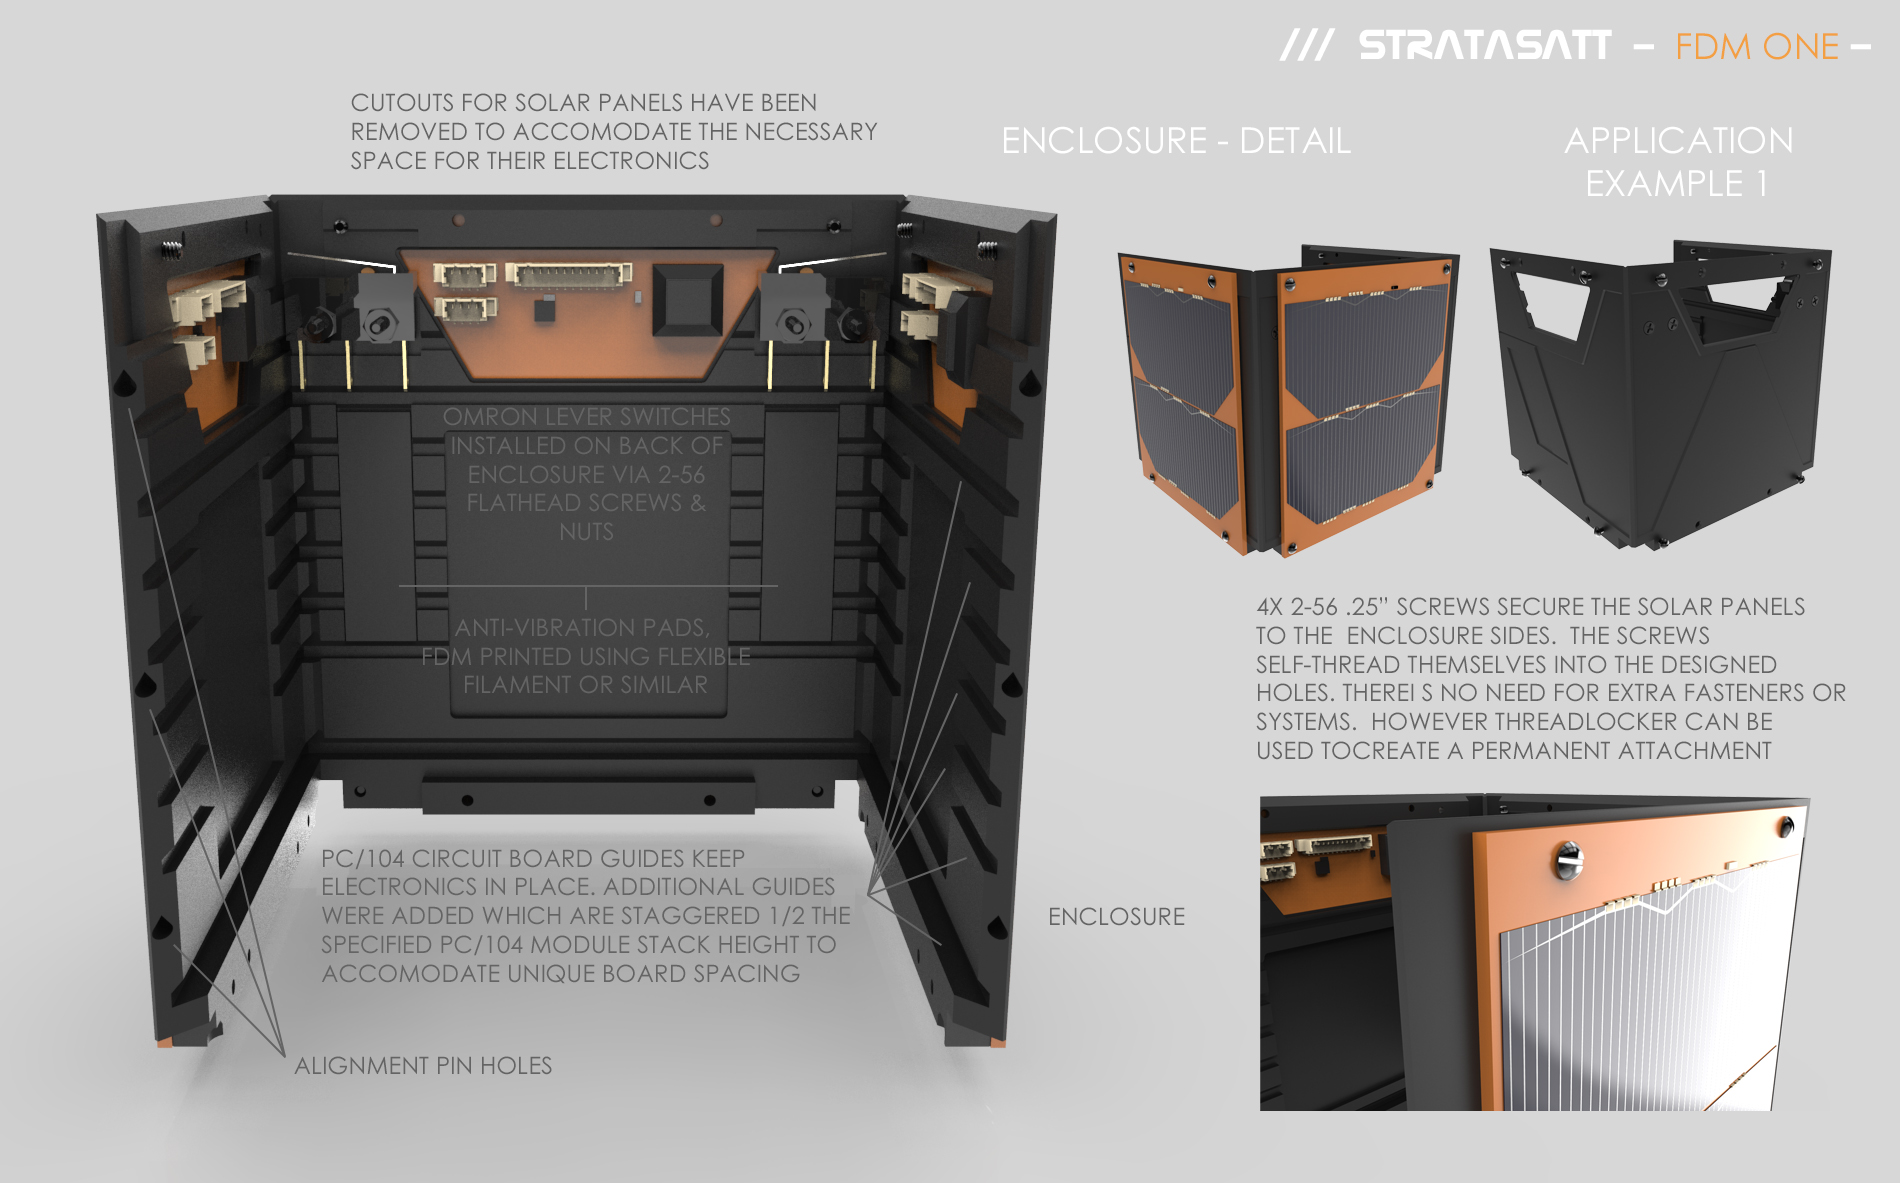 /// STRATASATT – FDM ONE –
CUTOUTS FOR SOLAR PANELS HAVE BEEN
REMOVED TO ACCOMODATE THE NECESSARY
SPACE FOR THEIR ELECTRONICS
ENCLOSURE - DETAIL
APPLICATION
EXAMPLE 1
OMRON LEVER SWITCHES
INSTALLED ON BACK OF
ENCLOSURE VIA 2-56
FLATHEAD SCREWS &
NUTS
ANTI-VIBRATION PADS,
FDM PRINTED USING FLEXIBLE
FILAMENT OR SIMILAR
4X 2-56 .25” SCREWS SECURE THE SOLAR PANELS
TO THE  ENCLOSURE SIDES.  THE SCREWS
SELF-THREAD THEMSELVES INTO THE DESIGNED
HOLES. THEREI S NO NEED FOR EXTRA FASTENERS OR
SYSTEMS.  HOWEVER THREADLOCKER CAN BE
USED TOCREATE A PERMANENT ATTACHMENT
PC/104 CIRCUIT BOARD GUIDES KEEP
ELECTRONICS IN PLACE. ADDITIONAL GUIDES
WERE ADDED WHICH ARE STAGGERED 1/2 THE
SPECIFIED PC/104 MODULE STACK HEIGHT TO
ACCOMODATE UNIQUE BOARD SPACING
ENCLOSURE
ALIGNMENT PIN HOLES